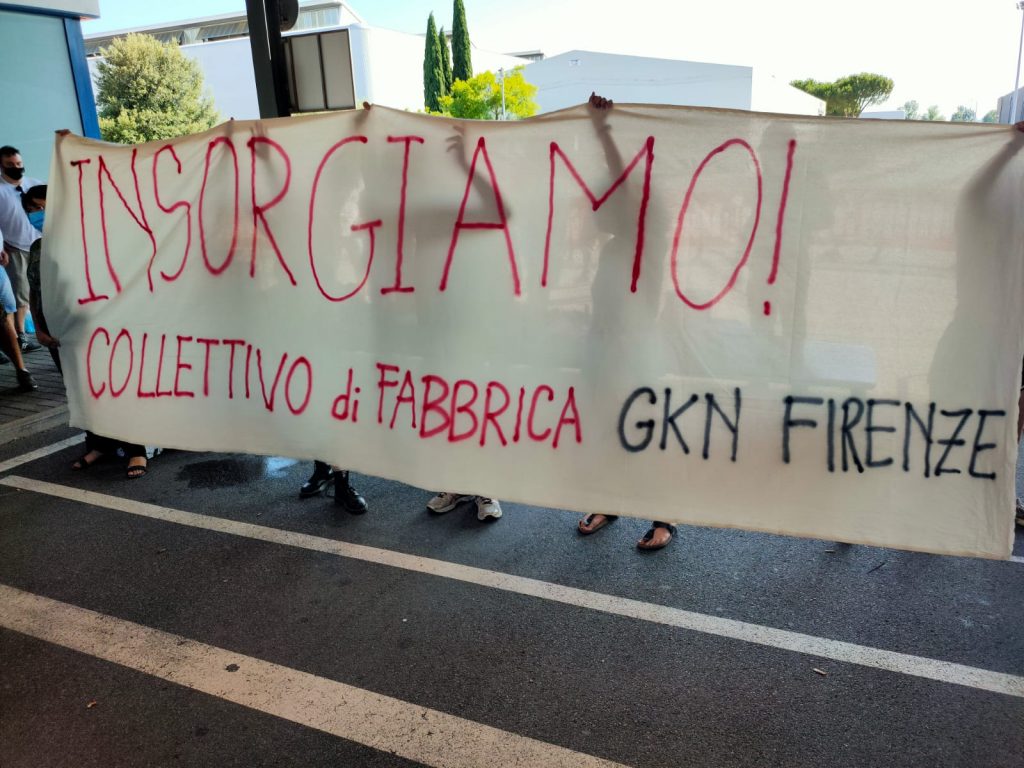 INSORGIAMO!
COLLETTIVO di FABBRICA GKN FIRENZE